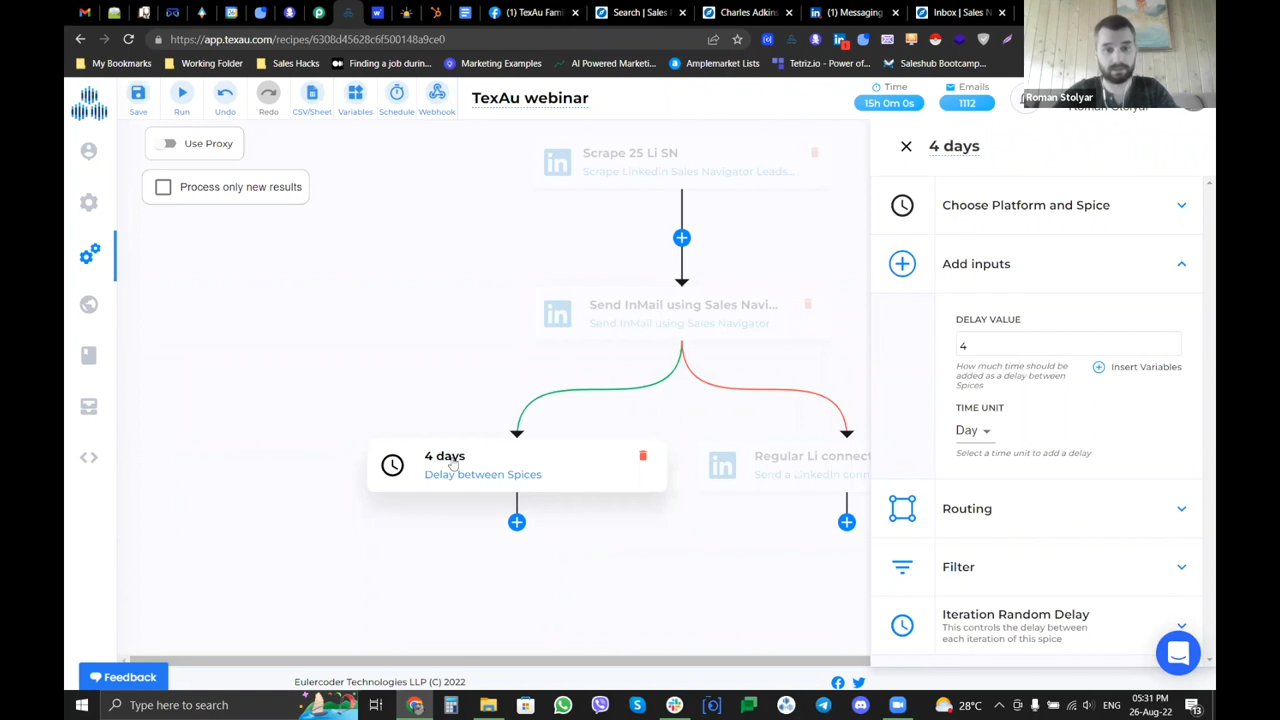 (1) TexAu Fami
Search | Sales
Charles Adkins
(1) Messaging
Inbox | Sales N
https://app.texau.com/recipes/6308d45628c6f500148a9ce0
My Bookmarks
Working Folder
Sales Hacks
Finding a job durin...
Marketing Examples
AI Powered Marketi...
Amplemarket Lists
Tetriz.io - Power of...
Saleshub Bootcamp...
Roman Stolyar
Save
Run
Undo
Redo
CSV/Sheet
Variables
Schedule
Webhook
TexAu webinar
Time
15h 0m 0s
Emails
1112
Roman Stolyar
Use Proxy
Process only new results
Scrape 25 Li SN
Scrape Linkedin Sales Navigator Leads...
Send InMail using Sales Navi...
Send InMail using Sales Navigator
4 days
Delay between Spices
Regular Li connect
Send a LinkedIn conn
4 days
Choose Platform and Spice
Add inputs
DELAY VALUE
4
How much time should be
added as a delay between
Spices
Insert Variables
TIME UNIT
Day
Select a time unit to add a delay
Routing
Filter
Iteration Random Delay
This controls the delay between
each iteration of this spice
Feedback
Eulercoder Technologies LLP (C) 2022
Type here to search
28°C
ENG
05:31 PM
26-Aug-22
13